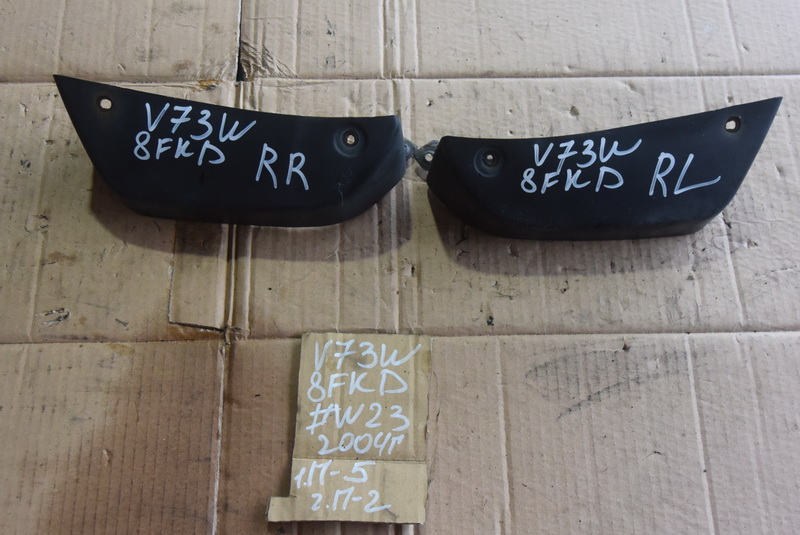 V73W
8FKD RR
V73W
8FKD RL
V73W
8FKD
#W23
2004г
1.П-5
2.П-2